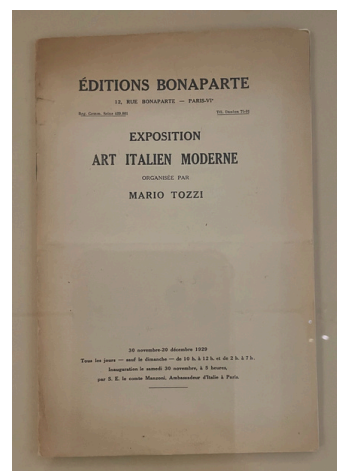 ÉDITIONS BONAPARTE
12, RUE BONAPARTE — PARIS-VIᵉ
EXPOSITION
ART ITALIEN MODERNE
ORGANISÉE PAR
MARIO TOZZI
30 novembre-20 décembre 1929
Tous les jours — sauf le dimanche — de 10 h. à 12 h. et de 2 h. à 7 h.
Inauguration le samedi 30 novembre, à 3 heures,
par S. E. le comte Manzoni, Ambassadeur d'Italie à Paris.